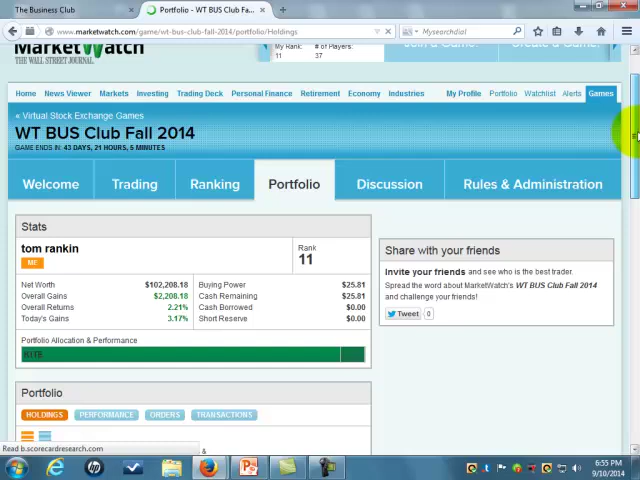 The Business Club
Portfolio - WT BUS Club Fall 201...
www.marketwatch.com/game/wt-bus-club-fall-2014/portfolio/Holdings
Mysearchdial
MarketWatch
THE WALL STREET JOURNAL
My Rank
11
# of Players:
37
Join a Game
Create a Game
Home News Viewer Markets Investing Trading Deck Personal Finance Retirement Economy Industries My Profile Portfolio Watchlist Alerts Games
« Virtual Stock Exchange Games
WT BUS Club Fall 2014
GAME ENDS IN: 43 DAYS, 21 HOURS, 5 MINUTES
Welcome Trading Ranking Portfolio Discussion Rules & Administration
Stats
tom rankin
ME
Rank
11
Net Worth $102,208.18 Buying Power $25.81
Overall Gains $2,208.18 Cash Remaining $25.81
Overall Returns 2.21% Cash Borrowed $0.00
Today's Gains 3.17% Short Reserve $0.00
Portfolio Allocation & Performance
BITE
Share with your friends
Invite your friends and see who is the best trader.
Spread the word about MarketWatch's WT BUS Club Fall 2014
and challenge your friends!
Tweet 0
Portfolio
HOLDINGS PERFORMANCE ORDERS TRANSACTIONS
&
Read b.scorecardresearch.com
6:55 PM
9/10/2014